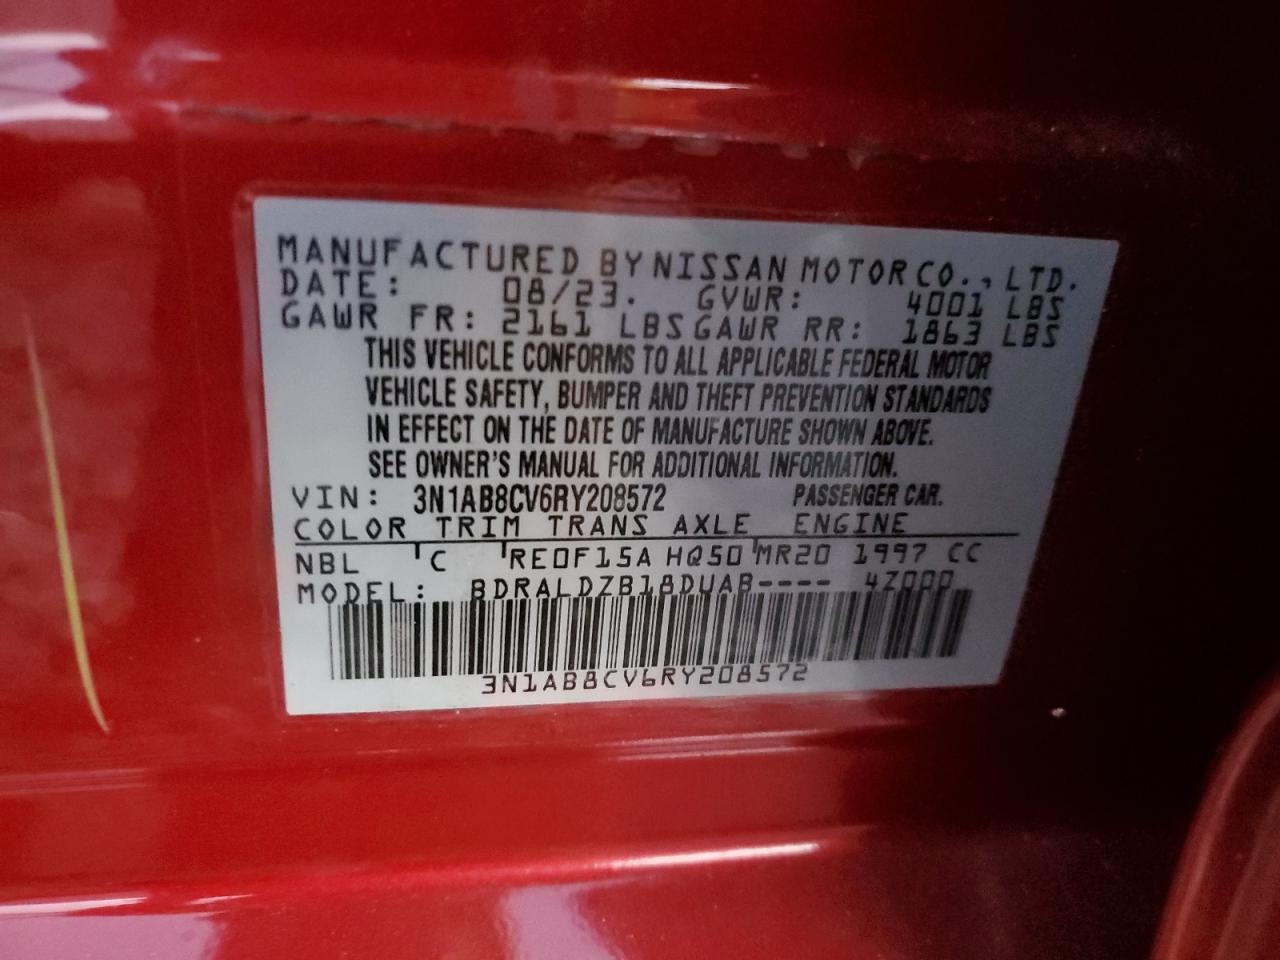 MANUFACTURED BY NISSAN MOTOR CO., LTD.
DATE: 08/23. GVWR: 4001 LBS
GAWR FR: 2161 LBS GAWR RR: 1863 LBS
THIS VEHICLE CONFORMS TO ALL APPLICABLE FEDERAL MOTOR
VEHICLE SAFETY, BUMPER AND THEFT PREVENTION STANDARDS
IN EFFECT ON THE DATE OF MANUFACTURE SHOWN ABOVE.
SEE OWNER'S MANUAL FOR ADDITIONAL INFORMATION.
VIN: 3N1AB8CV6RY208572 PASSENGER CAR.
COLOR TRIM TRANS AXLE ENGINE
NBL C RE0F15A HQ50 MR20 1997 CC
MODEL: BDRALDZB18DUAB---- 4Z000
3N1AB8CV6RY208572